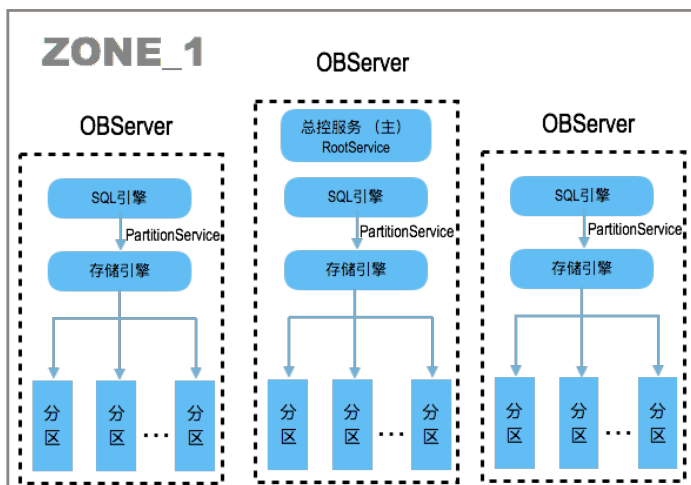 ZONE_1
OBServer
SQL引擎
PartitionService
存储引擎
分区
分区
...
分区
OBServer
总控服务 （主）
RootService
SQL引擎
PartitionService
存储引擎
分区
分区
...
分区
OBServer
SQL引擎
PartitionService
存储引擎
分区
分区
...
分区